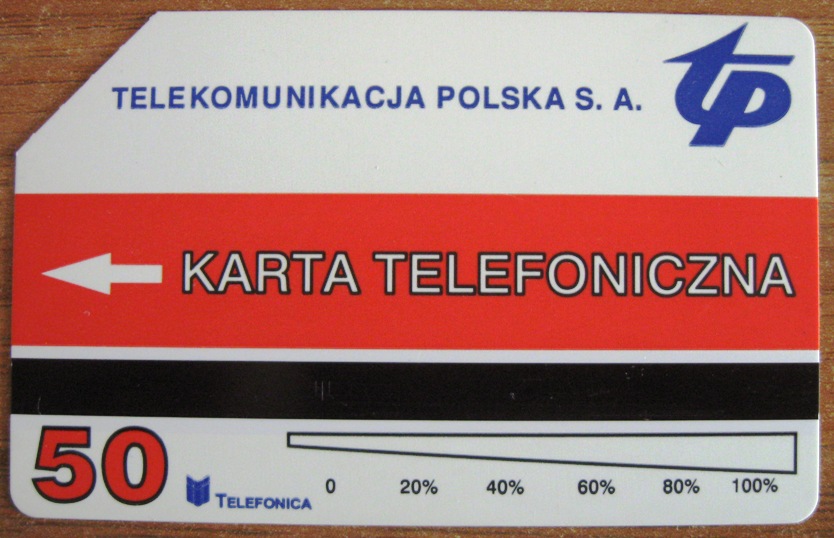 TELEKOMUNIKACJA POLSKA S. A.
tp
KARTA TELEFONICZNA
50
TELEFONICA
0 20% 40% 60% 80% 100%